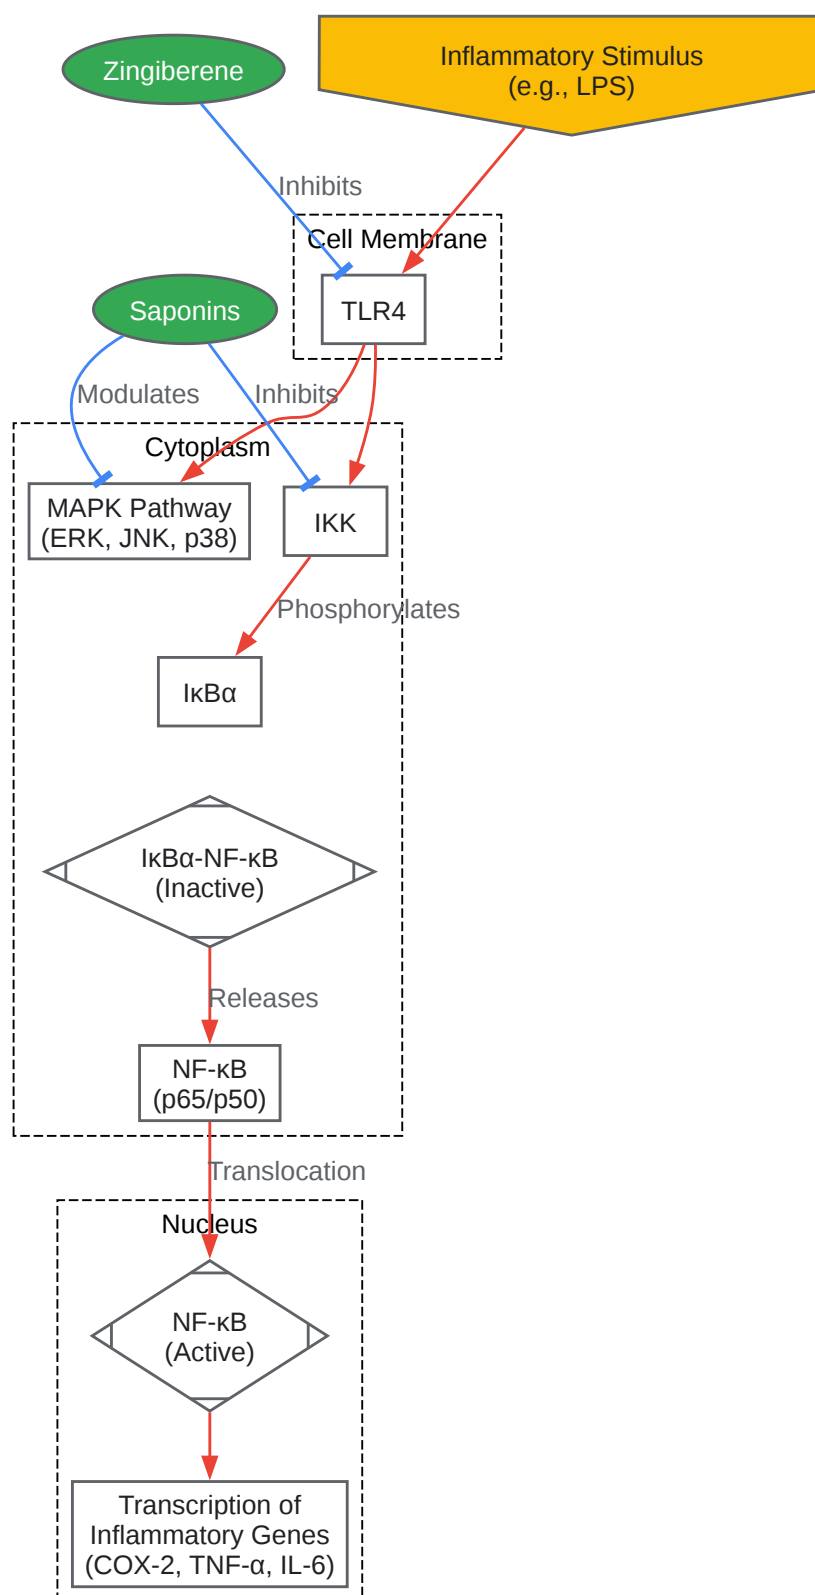 Zingiberene
Inflammatory Stimulus
(e.g., LPS)
Inhibits
Cell Membrane
TLR4
Saponins
Modulates
Inhibits
Cytoplasm
MAPK Pathway
(ERK, JNK, p38)
IKK
Phosphorylates
IκBα
IκBα-NF-κB
(Inactive)
Releases
NF-κB
(p65/p50)
Translocation
Nucleus
NF-κB
(Active)
Transcription of
Inflammatory Genes
(COX-2, TNF-α, IL-6)